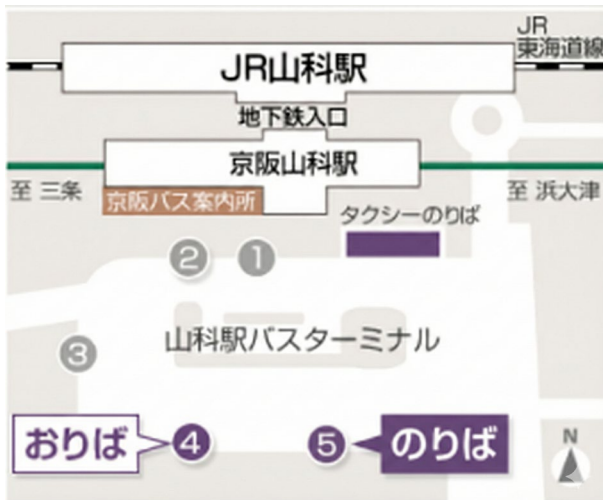 JR
東海道線
JR山科駅
地下鉄入口
京阪山科駅
至 三条
至 浜大津
京阪バス案内所
タクシーのりば
② ①
山科駅バスターミナル
③
おりば ④ ⑤ のりば
N